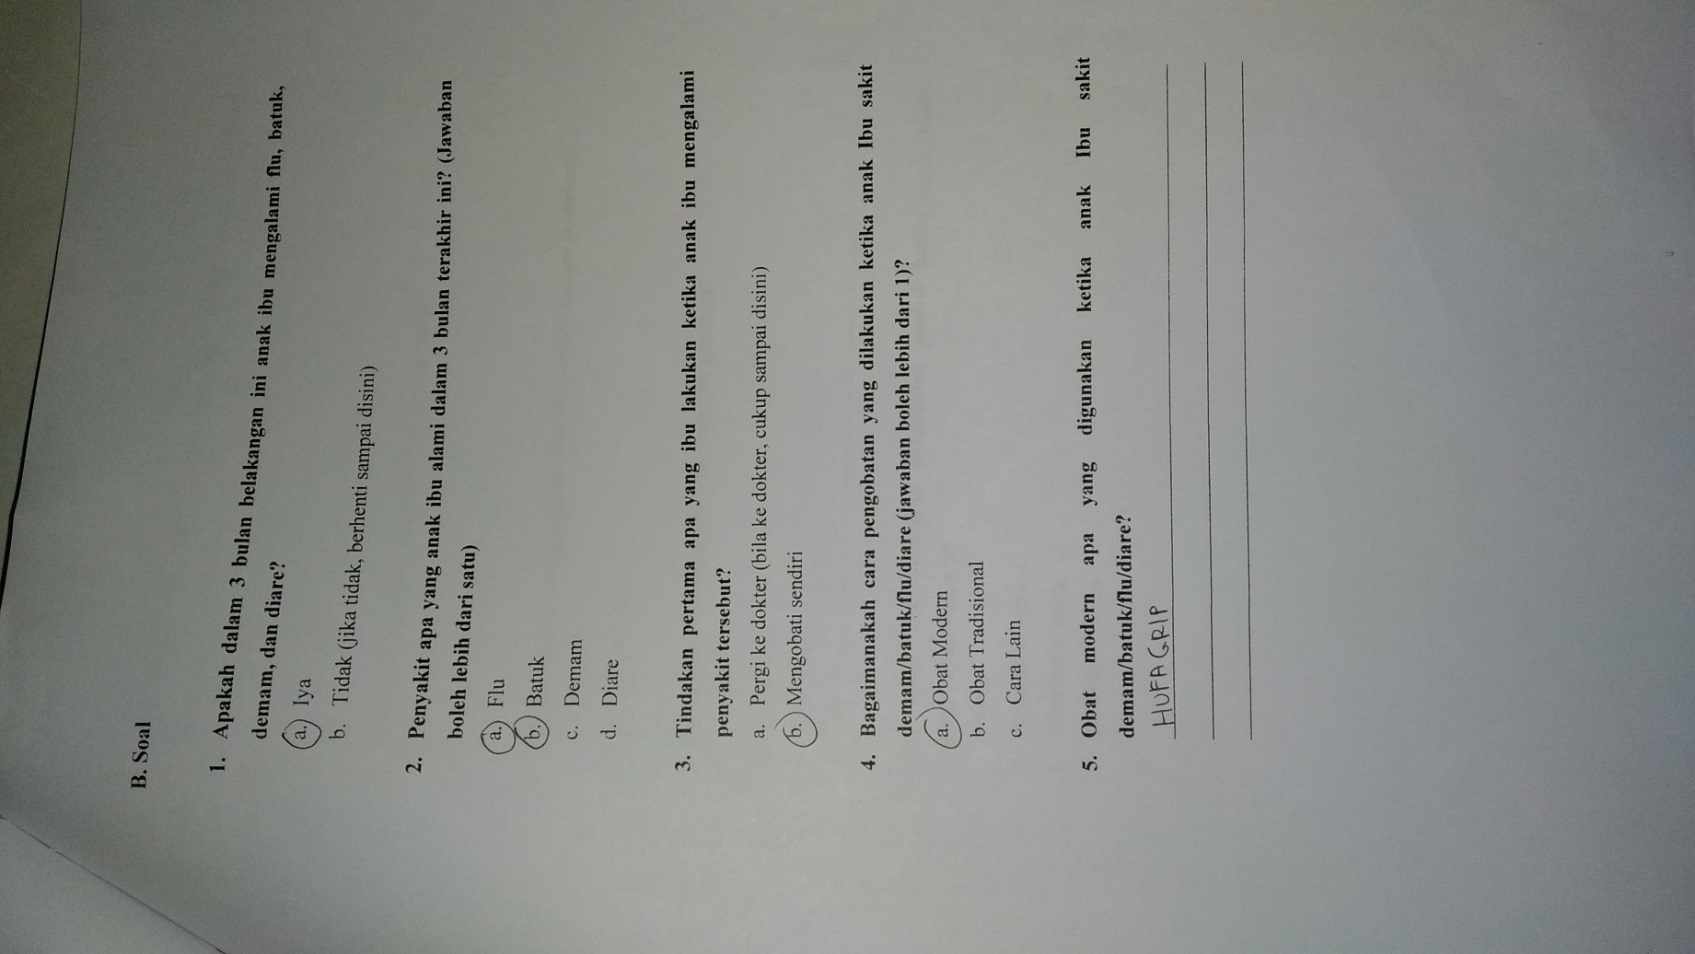 B. Soal
1. Apakah dalam 3 bulan belakangan ini anak ibu mengalami flu, batuk,
demam, dan diare?
a. Iya
b. Tidak (jika tidak, berhenti sampai disini)
2. Penyakit apa yang anak ibu alami dalam 3 bulan terakhir ini? (Jawaban
boleh lebih dari satu)
a. Flu
b. Batuk
c. Demam
d. Diare
3. Tindakan pertama apa yang ibu lakukan ketika anak ibu mengalami
penyakit tersebut?
a. Pergi ke dokter (bila ke dokter, cukup sampai disini)
b. Mengobati sendiri
4. Bagaimanakah cara pengobatan yang dilakukan ketika anak Ibu sakit
demam/batuk/flu/diare (jawaban boleh lebih dari 1)?
a. Obat Modern
b. Obat Tradisional
c. Cara Lain
5. Obat modern apa yang digunakan ketika anak Ibu sakit
demam/batuk/flu/diare?
HUFAGRIP